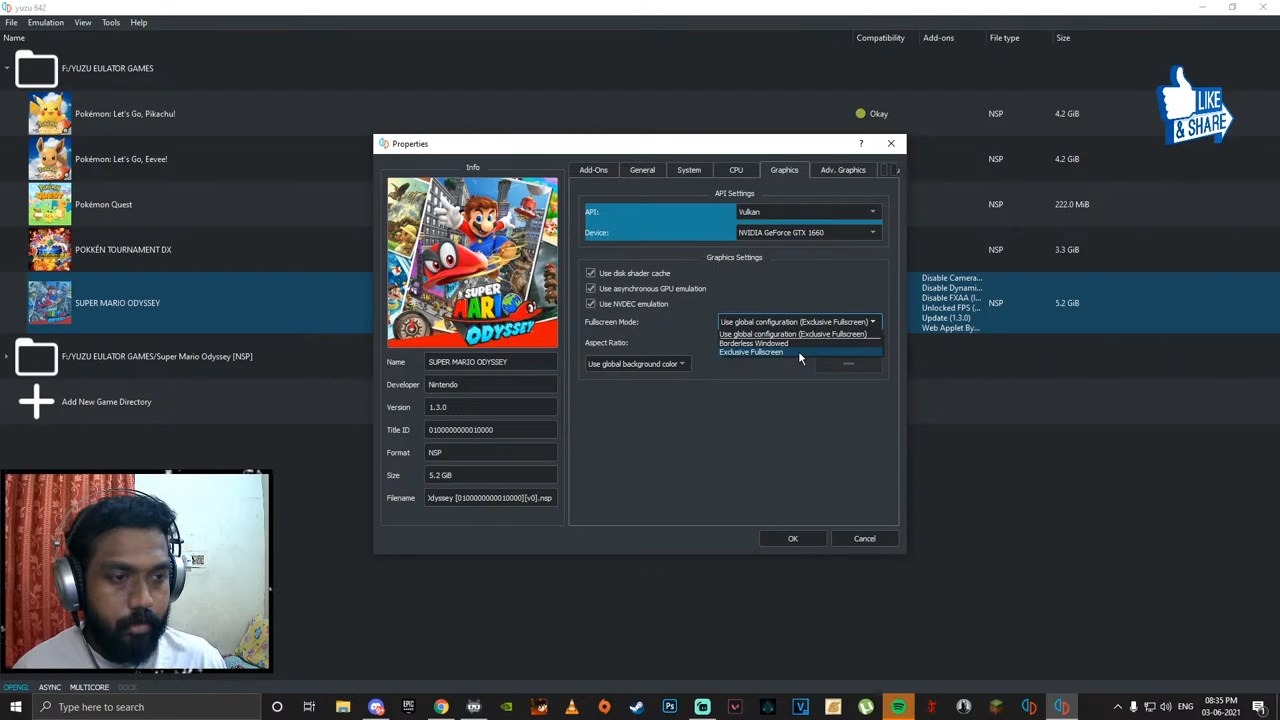 yuzu 642
File Emulation View Tools Help
Name Compatibility Add-ons File type Size
F:/YUZU EULATOR GAMES
Pokémon: Let's Go, Pikachu! Okay NSP 4.2 GiB
Pokémon: Let's Go, Eevee! NSP 4.2 GiB
Pokémon Quest NSP 222.0 MiB
POKKÉN TOURNAMENT DX NSP 3.3 GiB
SUPER MARIO ODYSSEY NSP 5.2 GiB
Disable Camera...
Disable Dynami...
Disable FXAA (I...
Unlocked FPS (
Update (1.3.0)
Web Applet By...
F:/YUZU EULATOR GAMES/Super Mario Odyssey [NSP]
Add New Game Directory
LIKE
& SHARE
Properties ?
Info
SUPER MARIO
ODYSSEY
Name SUPER MARIO ODYSSEY
Developer Nintendo
Version 1.3.0
Title ID 0100000000010000
Format NSP
Size 5.2 GiB
Filename )dyssey [0100000000010000][v0].nsp
Add-Ons General System CPU Graphics Adv. Graphics
API Settings
API: Vulkan
Device: NVIDIA GeForce GTX 1660
Graphics Settings
Use disk shader cache
Use asynchronous GPU emulation
Use NVDEC emulation
Fullscreen Mode: Use global configuration (Exclusive Fullscreen)
Use global configuration (Exclusive Fullscreen)
Borderless Windowed
Exclusive Fullscreen
Aspect Ratio:
Use global background color
OK Cancel
OPENGL ASYNC MULTICORE DOCK
Type here to search
ENG
08:35 PM
03-06-2021